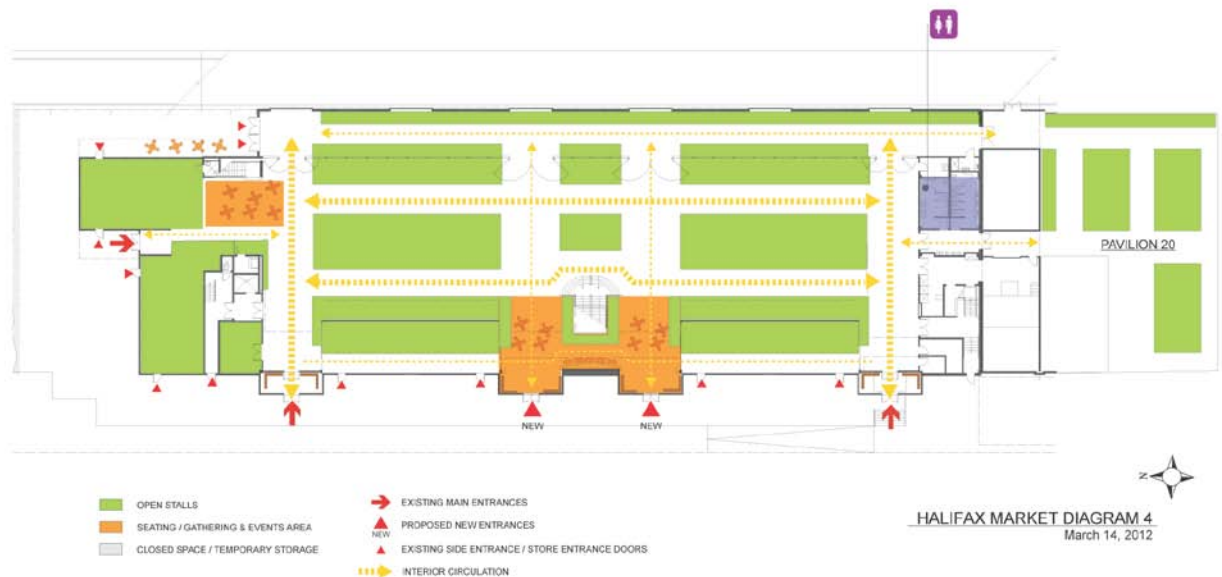 PAVILION 20
NEW
NEW
OPEN STALLS
SEATING / GATHERING & EVENTS AREA
CLOSED SPACE / TEMPORARY STORAGE
EXISTING MAIN ENTRANCES
NEW
PROPOSED NEW ENTRANCES
EXISTING SIDE ENTRANCE / STORE ENTRANCE DOORS
INTERIOR CIRCULATION
N
HALIFAX MARKET DIAGRAM 4
March 14, 2012